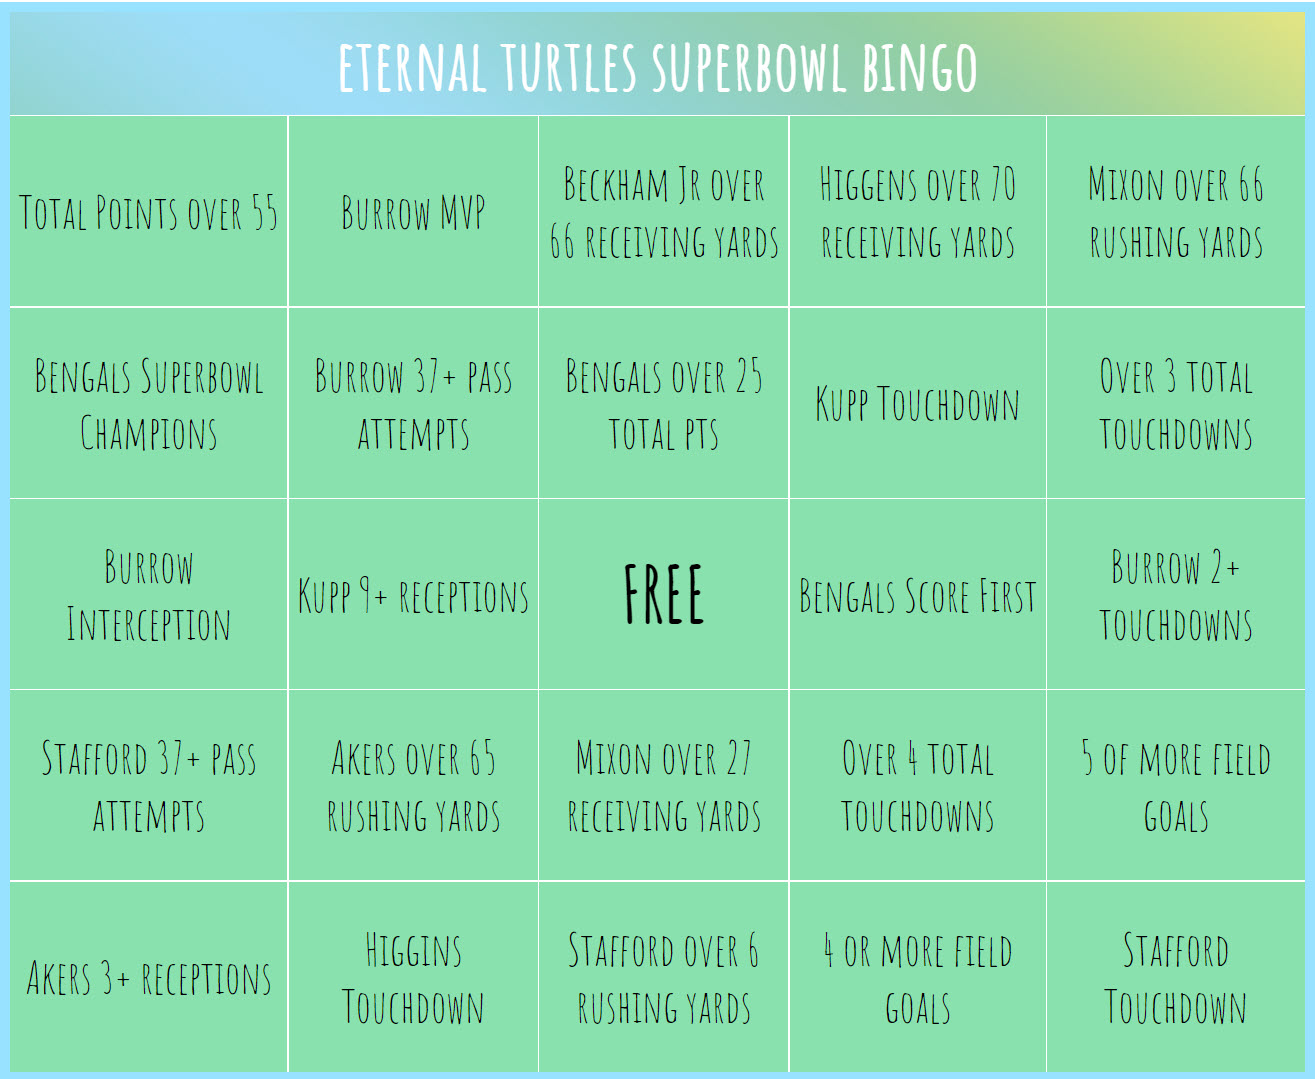 Eternal Turtles Superbowl Bingo
Total Points over 55
Burrow MVP
Beckham Jr over
66 receiving yards
Higgens over 70
receiving yards
Mixon over 66
rushing yards
Bengals Superbowl
Champions
Burrow 37+ pass
attempts
Bengals over 25
total pts
Kupp Touchdown
Over 3 total
touchdowns
Burrow
Interception
Kupp 9+ receptions
FREE
Bengals Score First
Burrow 2+
touchdowns
Stafford 37+ pass
attempts
Akers over 65
rushing yards
Mixon over 27
receiving yards
Over 4 total
touchdowns
5 of more field
goals
Akers 3+ receptions
Higgins
Touchdown
Stafford over 6
rushing yards
4 or more field
goals
Stafford
Touchdown